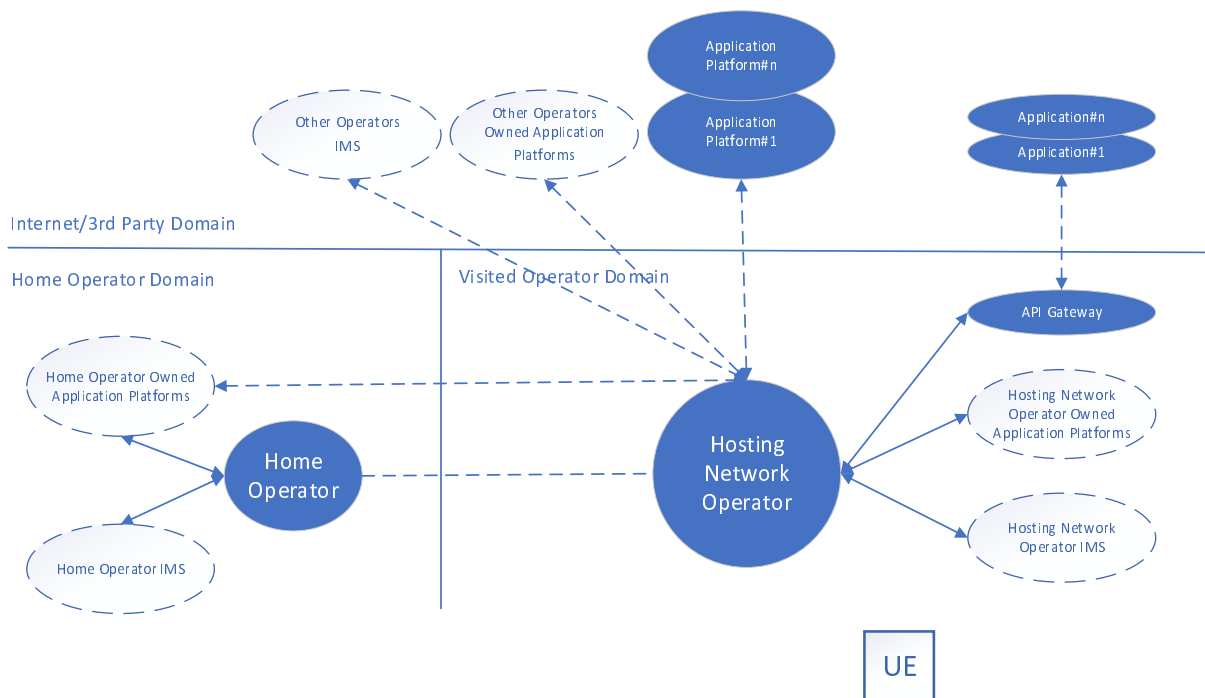 Application
Platform#n
Other Operators
IMS
Other Operators
Owned Application
Platforms
Application
Platform#1
Application#n
Application#1
Internet/3rd Party Domain
Home Operator Domain
Visited Operator Domain
API Gateway
Home Operator Owned
Application Platforms
Hosting Network
Operator Owned
Application Platforms
Home
Operator
Hosting
Network
Operator
Home Operator IMS
Hosting Network
Operator IMS
UE